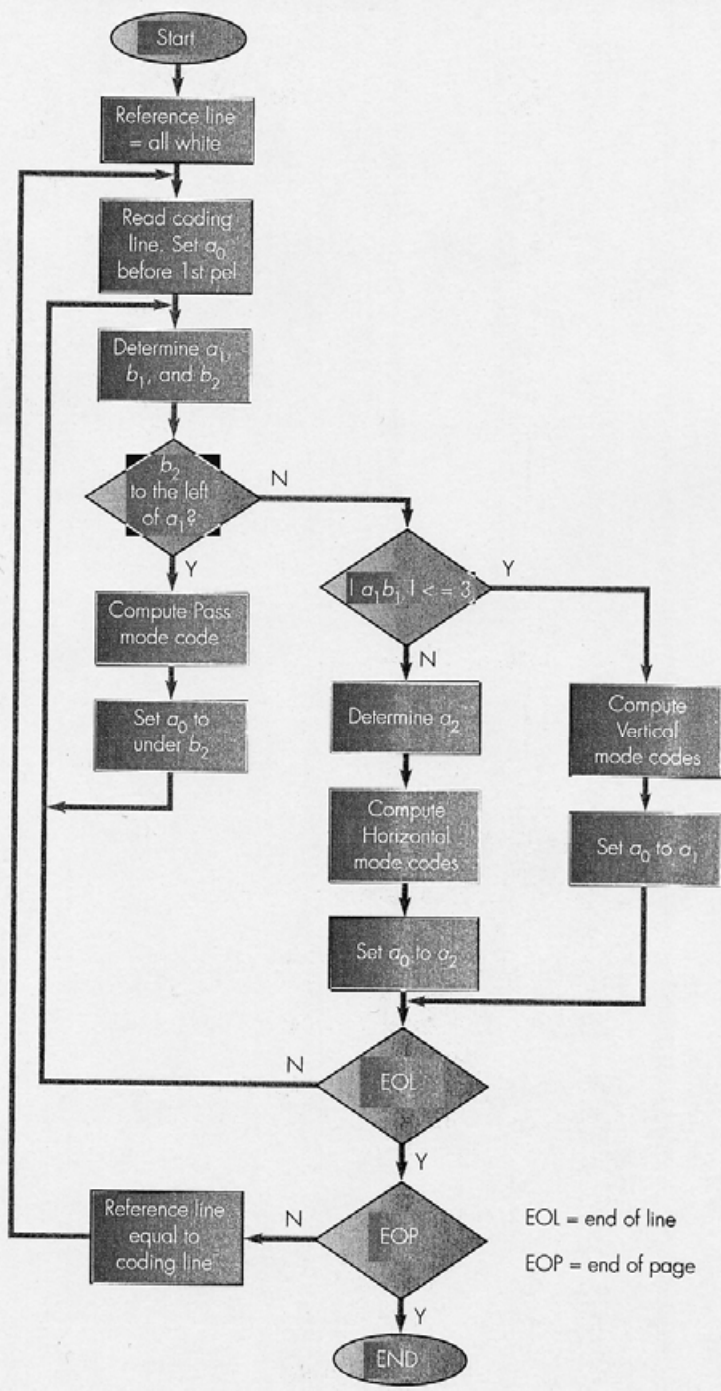 Start
Reference line
= all white
Read coding
line. Set a₀
before 1st pel
Determine a₁,
b₁, and b₂
b₂
to the left
of a₁?
N
Y
Compute Pass
mode code
Set a₀ to
under b₂
| a₁b₁ | < = 3
Y
N
Determine a₂
Compute
Horizontal
mode codes
Set a₀ to a₂
Compute
Vertical
mode codes
Set a₀ to a₁
EOL
N
Y
EOP
N
Reference line
equal to
coding line
Y
END
EOL = end of line
EOP = end of page